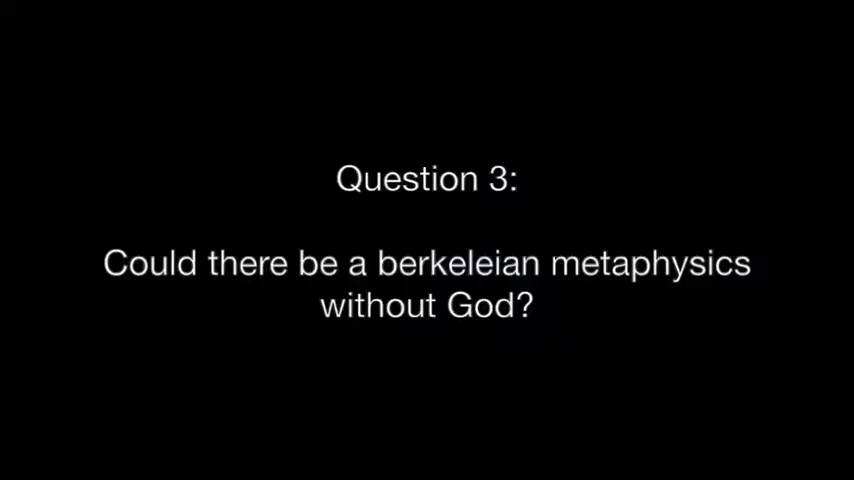 Question 3:
Could there be a berkeleian metaphysics
without God?